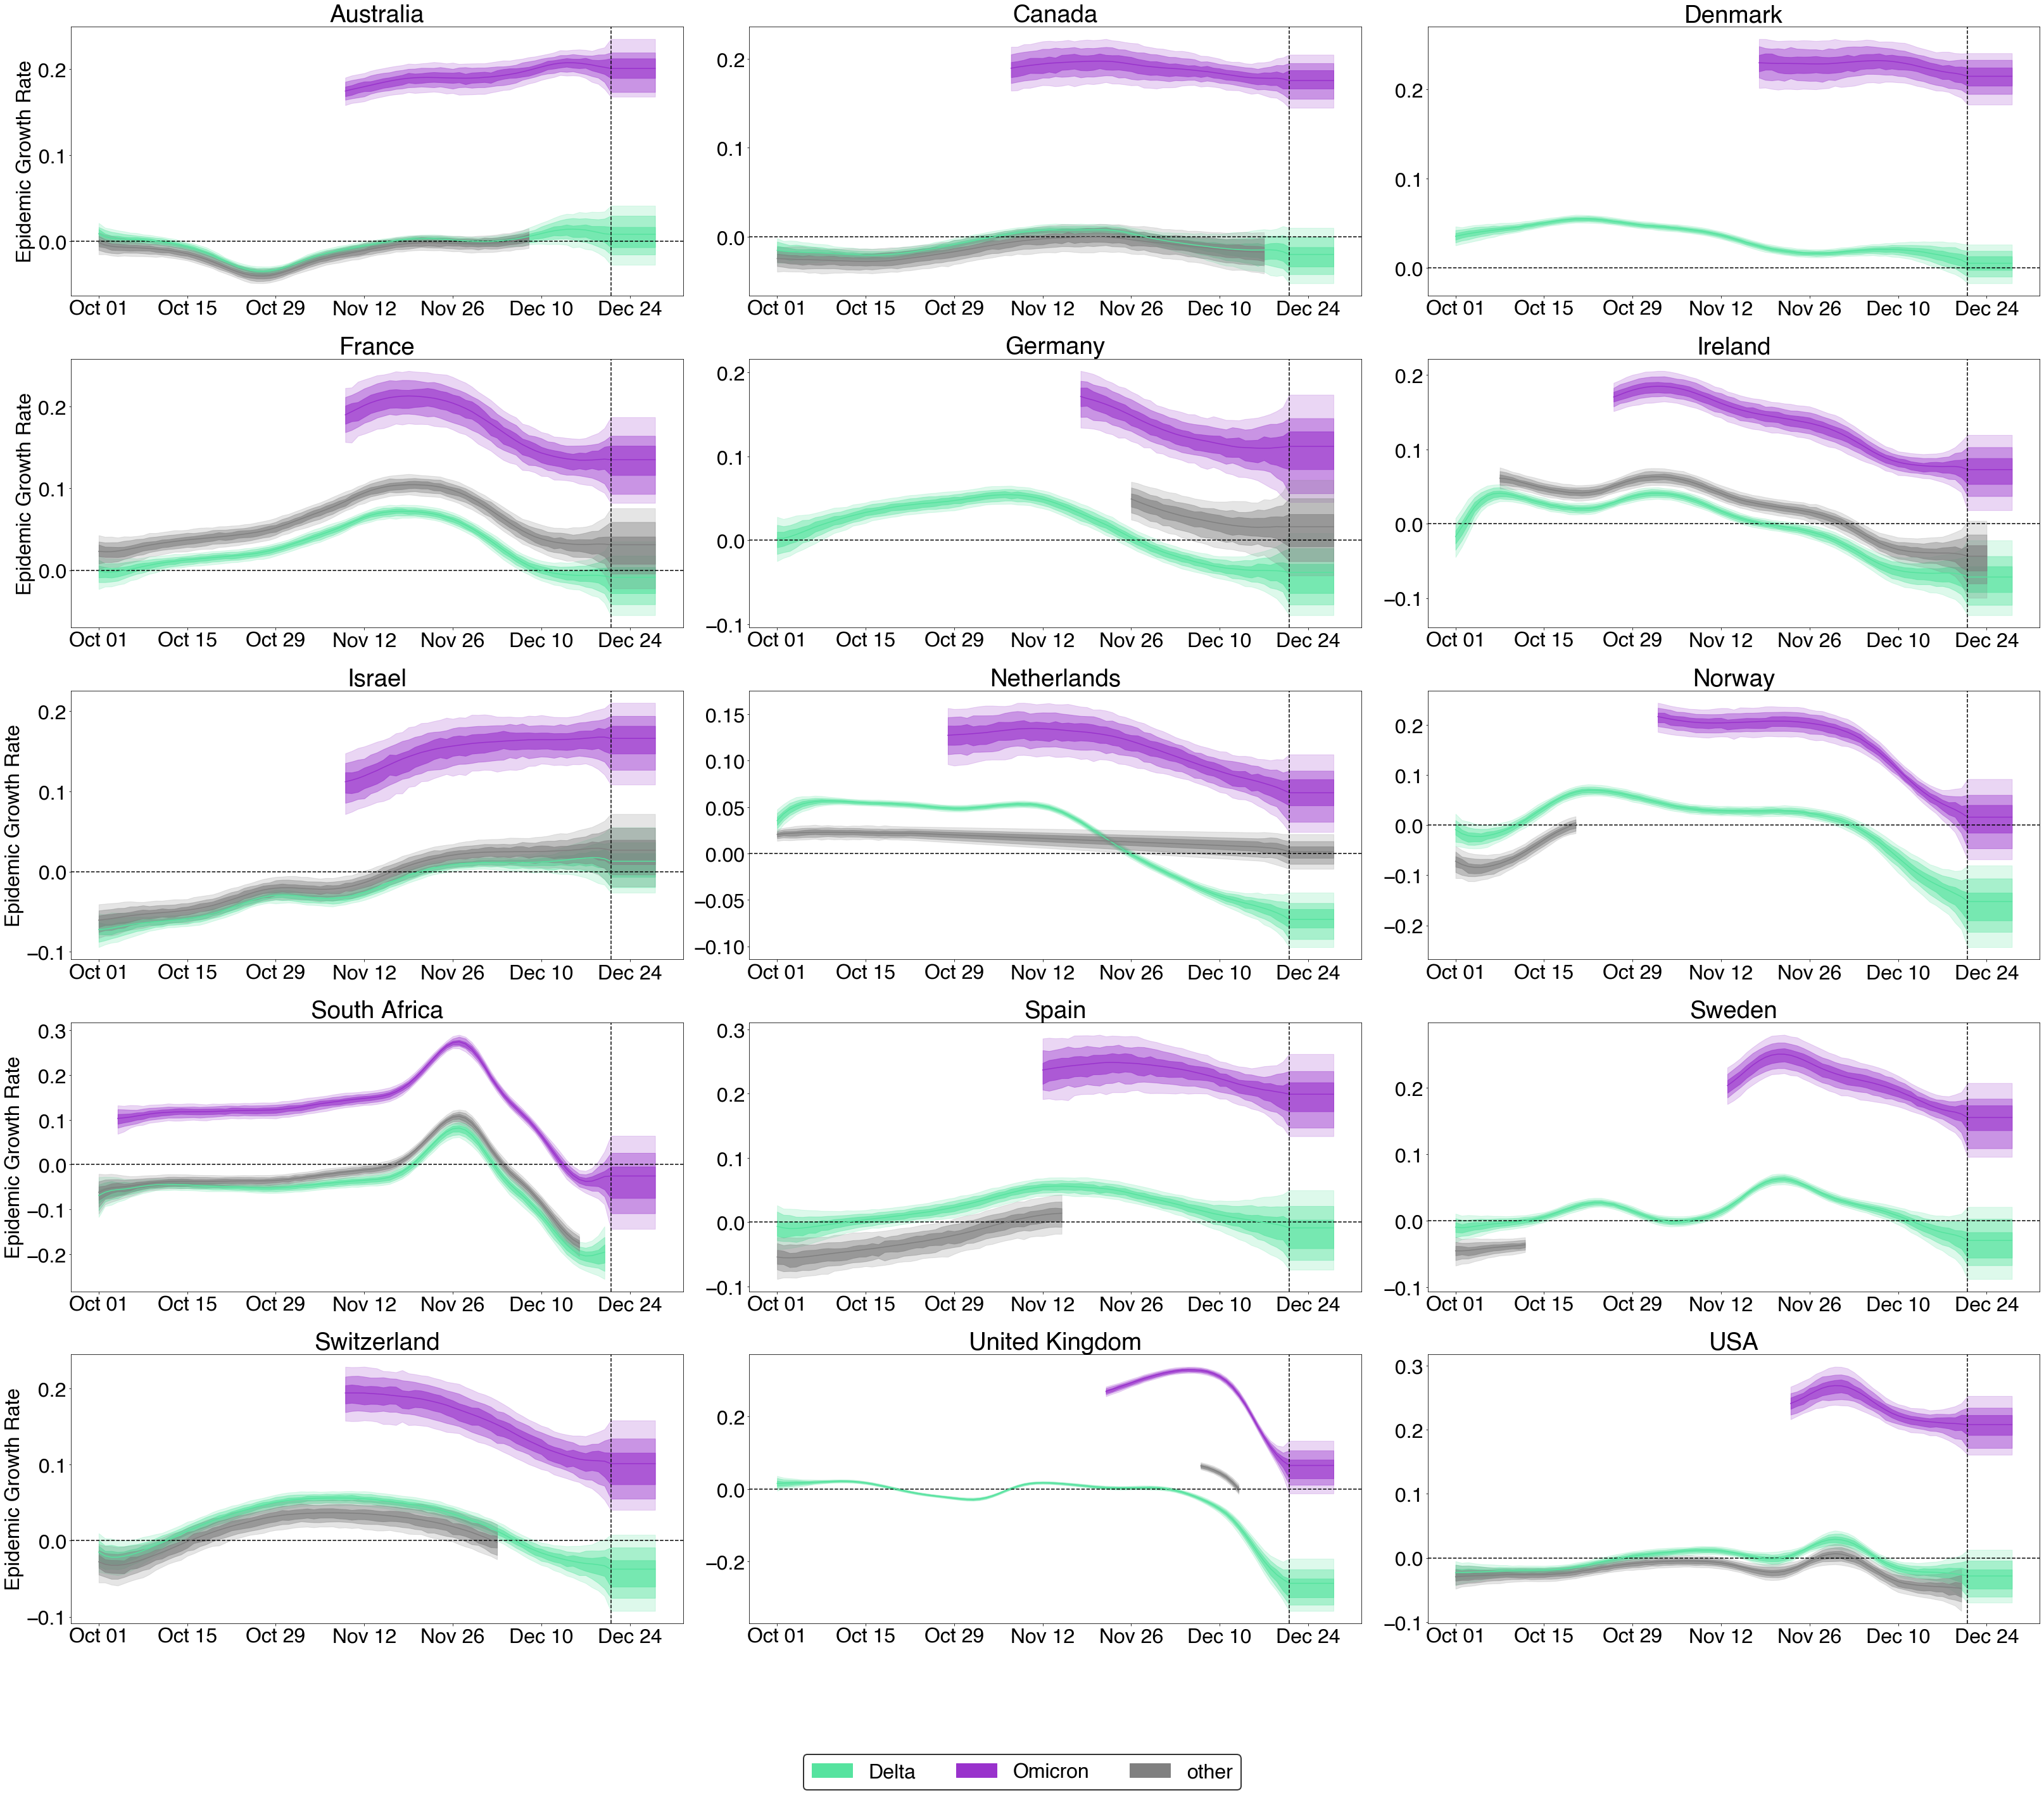 Australia Canada Denmark
Epidemic Growth Rate
0.2 0.2 0.2
0.1 0.1 0.1
0.0 0.0 0.0
Oct 01 Oct 15 Oct 29 Nov 12 Nov 26 Dec 10 Dec 24 Oct 01 Oct 15 Oct 29 Nov 12 Nov 26 Dec 10 Dec 24 Oct 01 Oct 15 Oct 29 Nov 12 Nov 26 Dec 10 Dec 24
France Germany Ireland
Epidemic Growth Rate
0.2 0.2 0.2
0.1 0.1 0.1
0.0 0.0 0.0
−0.1 −0.1
Oct 01 Oct 15 Oct 29 Nov 12 Nov 26 Dec 10 Dec 24 Oct 01 Oct 15 Oct 29 Nov 12 Nov 26 Dec 10 Dec 24 Oct 01 Oct 15 Oct 29 Nov 12 Nov 26 Dec 10 Dec 24
Israel Netherlands Norway
Epidemic Growth Rate
0.2 0.15 0.2
0.1 0.10 0.1
0.0 0.05 0.0
−0.1 0.00 −0.1
−0.05 −0.2
−0.10
Oct 01 Oct 15 Oct 29 Nov 12 Nov 26 Dec 10 Dec 24 Oct 01 Oct 15 Oct 29 Nov 12 Nov 26 Dec 10 Dec 24 Oct 01 Oct 15 Oct 29 Nov 12 Nov 26 Dec 10 Dec 24
South Africa Spain Sweden
Epidemic Growth Rate
0.3 0.3 0.2
0.2 0.2 0.1
0.1 0.1 0.0
0.0 0.0 −0.1
−0.1 −0.1
−0.2
Oct 01 Oct 15 Oct 29 Nov 12 Nov 26 Dec 10 Dec 24 Oct 01 Oct 15 Oct 29 Nov 12 Nov 26 Dec 10 Dec 24 Oct 01 Oct 15 Oct 29 Nov 12 Nov 26 Dec 10 Dec 24
Switzerland United Kingdom USA
Epidemic Growth Rate
0.2 0.2 0.3
0.1 0.0 0.2
0.0 −0.2 0.1
−0.1 0.0
−0.1
Oct 01 Oct 15 Oct 29 Nov 12 Nov 26 Dec 10 Dec 24 Oct 01 Oct 15 Oct 29 Nov 12 Nov 26 Dec 10 Dec 24 Oct 01 Oct 15 Oct 29 Nov 12 Nov 26 Dec 10 Dec 24
Delta Omicron other